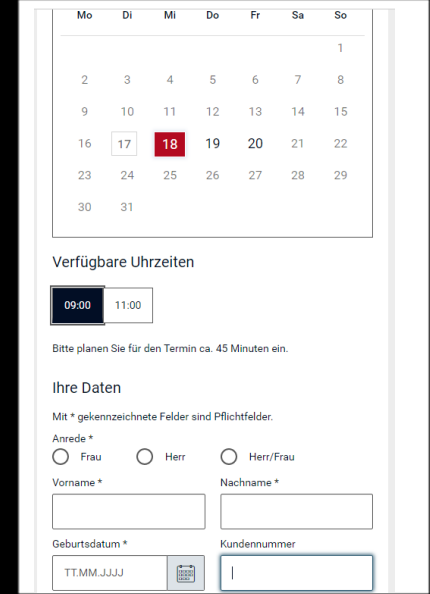 Mo Di Mi Do Fr Sa So
1
2 3 4 5 6 7 8
9 10 11 12 13 14 15
16 17 18 19 20 21 22
23 24 25 26 27 28 29
30 31
Verfügbare Uhrzeiten
09:00 11:00
Bitte planen Sie für den Termin ca. 45 Minuten ein.
Ihre Daten
Mit * gekennzeichnete Felder sind Pflichtfelder.
Anrede *
Frau Herr Herr/Frau
Vorname * Nachname *
Geburtsdatum * Kundennummer
TT.MM.JJJJ